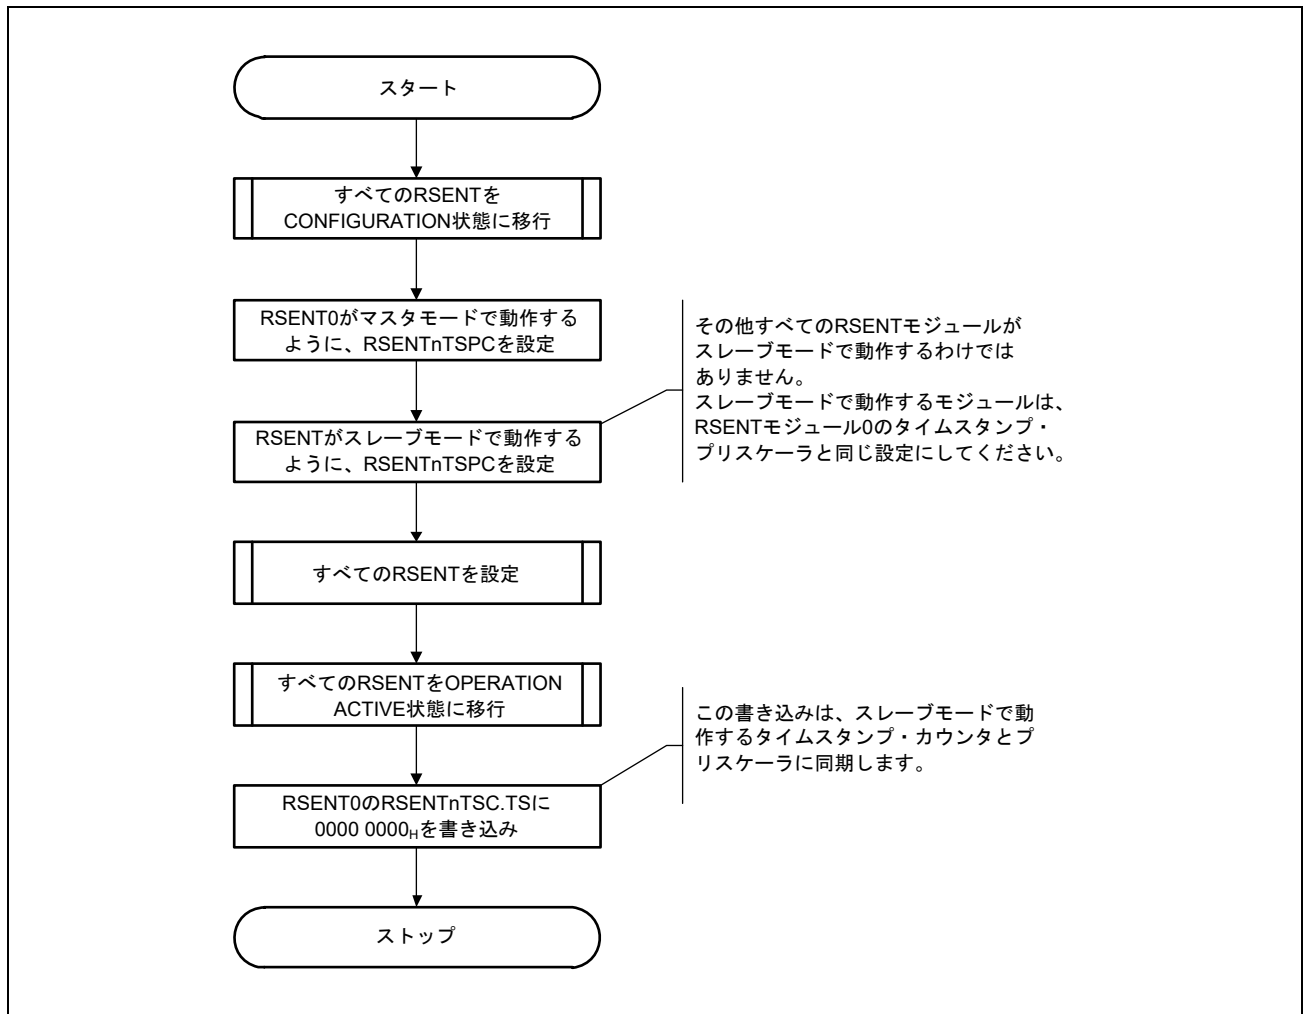 スタート
すべてのRSENTを
CONFIGURATION状態に移行
RSENT0がマスタモードで動作する
ように、RSENTnTSPCを設定
RSENTがスレーブモードで動作する
ように、RSENTnTSPCを設定
その他すべてのRSENTモジュールが
スレーブモードで動作するわけでは
ありません。
スレーブモードで動作するモジュールは、
RSENTモジュール0のタイムスタンプ・
プリスケーラと同じ設定にしてください。
すべてのRSENTを設定
すべてのRSENTをOPERATION
ACTIVE状態に移行
RSENT0のRSENTnTSC.TSに
0000 0000Hを書き込み
この書き込みは、スレーブモードで動
作するタイムスタンプ・カウンタとプ
リスケーラに同期します。
ストップ